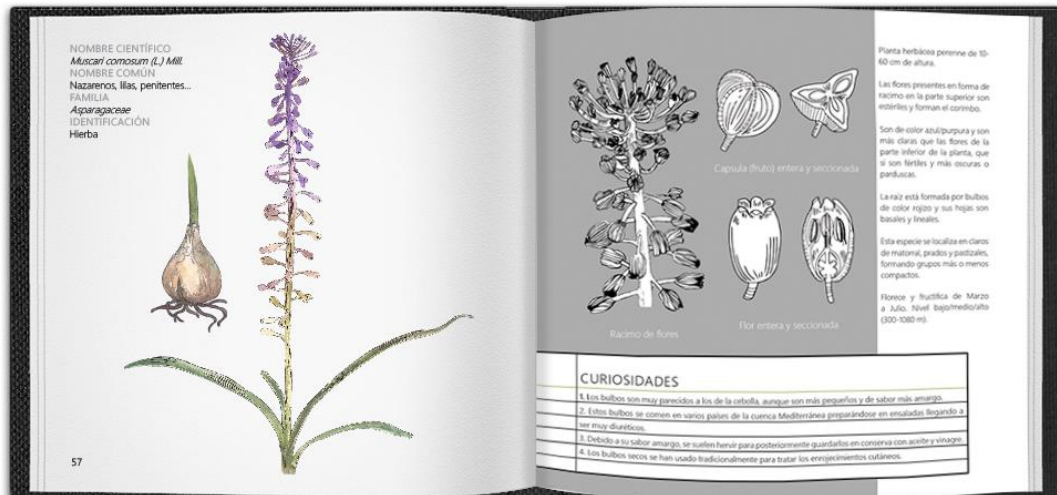 NOMBRE CIENTÍFICO
Muscari comosum (L.) Mill.
NOMBRE COMÚN
Nazarenos, lilas, penitentes...
FAMILIA
Asparagaceae
IDENTIFICACIÓN
Hierba
57
Capsula (fruto) entera y seccionada
Racimo de flores
Flor entera y seccionada
Planta herbácea perenne de 10-
60 cm de altura.
Las flores presentes en forma de
racimo en la parte superior son
estériles y forman el corimbo.
Son de color azul/purpura y son
más claras que las flores de la
parte inferior de la planta, que
si son fértiles y más oscuras o
parduscas.
La raíz está formada por bulbos
de color rojizo y sus hojas son
basales y lineales.
Esta especie se localiza en claros
de matorral, prados y pastizales,
formando grupos más o menos
compactos.
Florece y fructifica de Marzo
a Julio. Nivel bajo/medio/alto
(300-1080 m).
CURIOSIDADES
1. Los bulbos son muy parecidos a los de la cebolla, aunque son más pequeños y de sabor más amargo.
2. Estos bulbos se comen en varios países de la cuenca Mediterránea preparándose en ensaladas llegando a
ser muy diuréticos.
3. Debido a su sabor amargo, se suelen hervir para posteriormente guardarlos en conserva con aceite y vinagre.
4. Los bulbos secos se han usado tradicionalmente para tratar los enrojecimientos cutáneos.